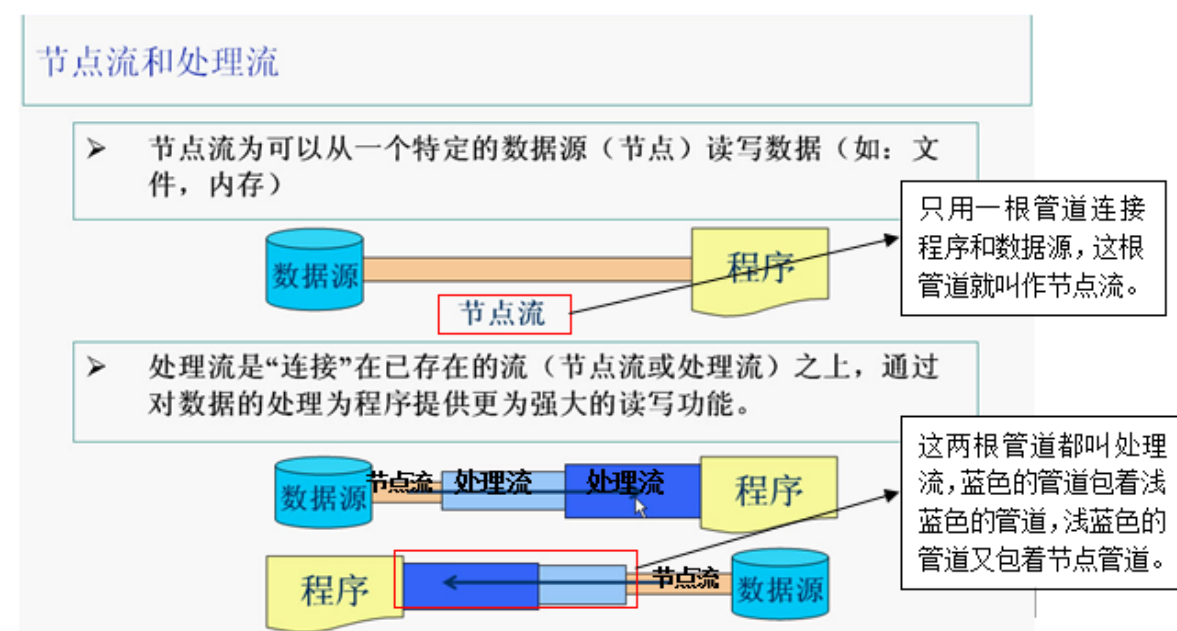 节点流和处理流
➢ 节点流为可以从一个特定的数据源（节点）读写数据（如：文
件，内存）
只用一根管道连接
程序和数据源，这根
管道就叫作节点流。
数据源
程序
节点流
➢ 处理流是“连接”在已存在的流（节点流或处理流）之上，通过
对数据的处理为程序提供更为强大的读写功能。
这两根管道都叫处理
流，蓝色的管道包着浅
蓝色的管道，浅蓝色的
管道又包着节点管道。
数据源 节点流 处理流 处理流 程序
程序 节点流 数据源